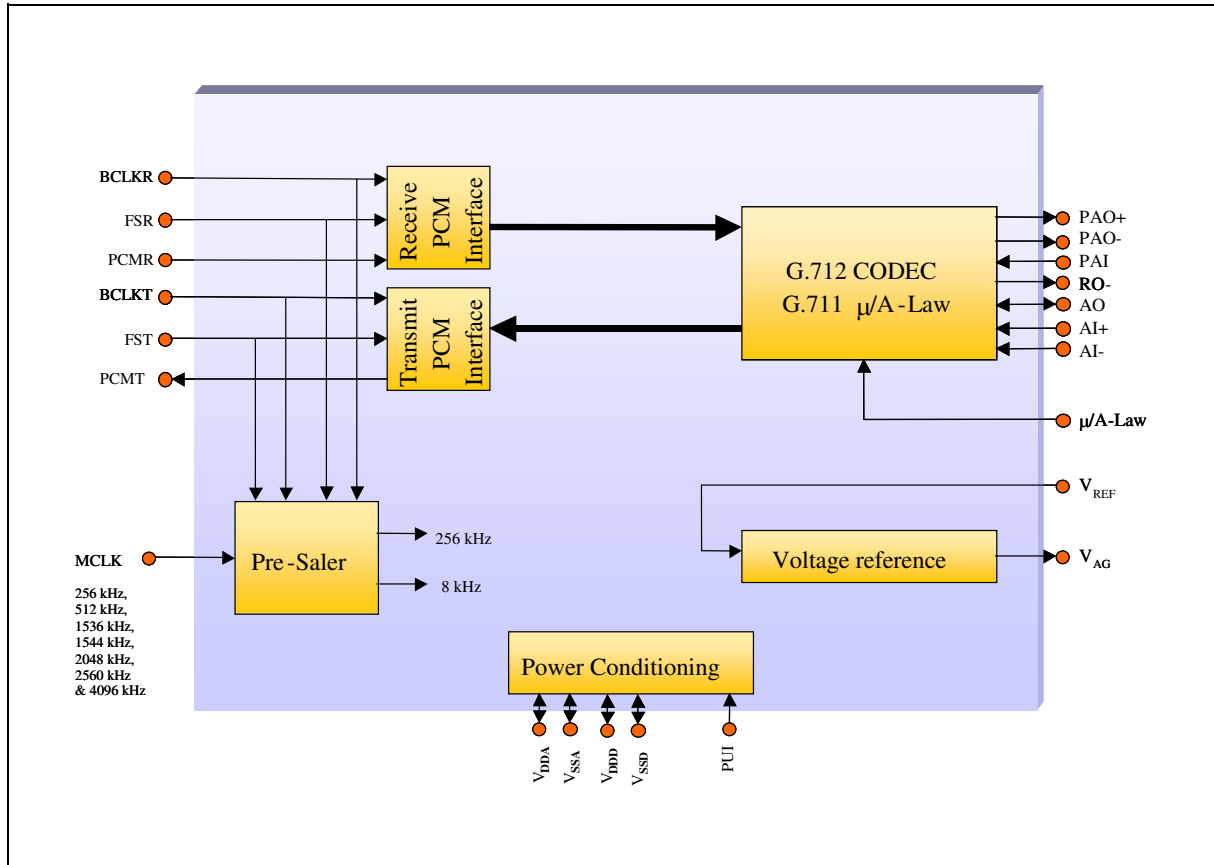 BCLKR
FSR
PCMR
BCLKT
FST
PCMT
Receive
PCM
Interface
Transmit
PCM
Interface
G.712 CODEC
G.711 μ/A-Law
PAO+
PAO-
PAI
RO-
AO
AI+
AI-
μ/A-Law
VREF
VAG
Voltage reference
MCLK
256 kHz,
512 kHz,
1536 kHz,
1544 kHz,
2048 kHz,
2560 kHz
& 4096 kHz
Pre-Saler
256 kHz
8 kHz
Power Conditioning
VDDA
VSSA
VDDD
VSSD
PUI